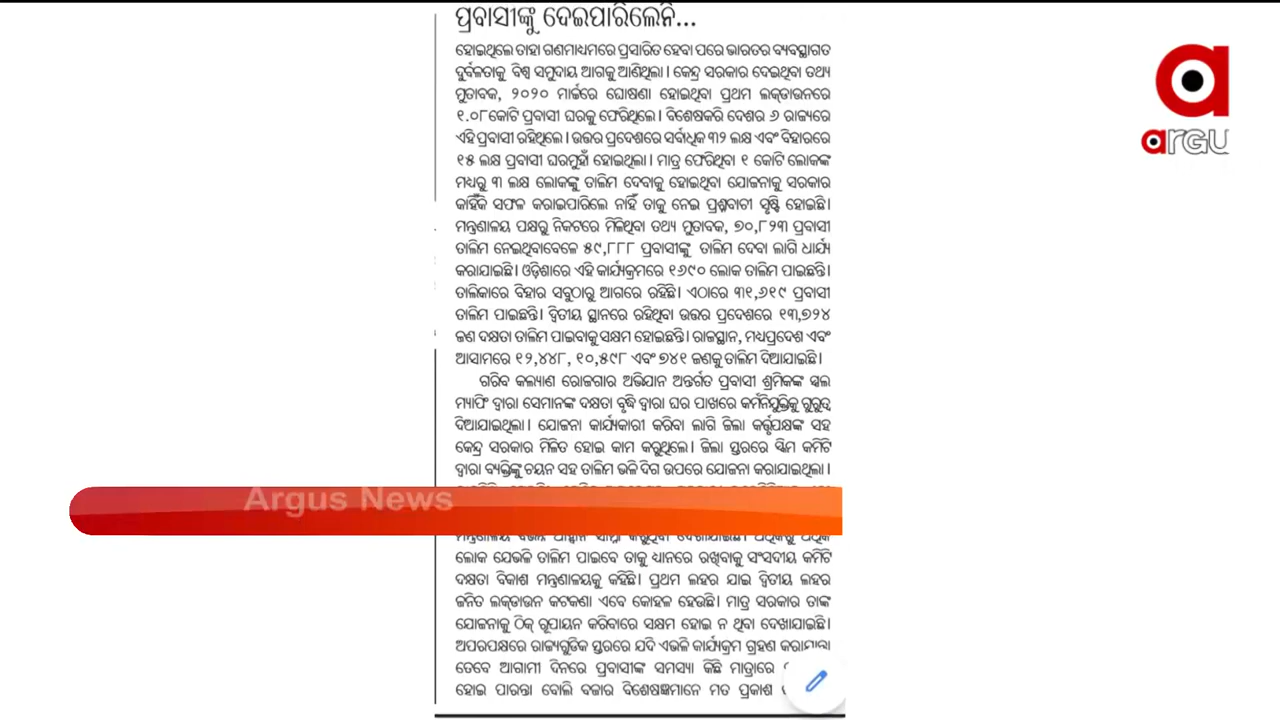 ପ୍ରବାସୀଙ୍କୁ ଦେଇପାରିଲେନି...
ହୋଇଥିଲେ ତାହା ଗଣମାଧ୍ୟମରେ ପ୍ରସାରିତ ହେବା ପରେ ଭାରତର ବ୍ୟବସ୍ଥାଗତ
ଦୁର୍ବଳତାକୁ ବିଶ୍ଵ ସମୁଦାୟ ଆଗକୁ ଆଣିଥିଲା। କେନ୍ଦ୍ର ସରକାର ଦେଇଥିବା ତଥ୍ୟ
ମୁତାବକ, ୨୦୨୦ ମାର୍ଚ୍ଚରେ ଘୋଷଣା ହୋଇଥିବା ପ୍ରଥମ ଲକ୍‌ଡାଉନରେ
୧.୦୮କୋଟି ପ୍ରବାସୀ ଘରକୁ ଫେରିଥିଲେ। ବିଶେଷକରି ଦେଶର ୬ ରାଜ୍ୟରେ
ଏହି ପ୍ରବାସୀ ରହିଥିଲେ। ଉତ୍ତର ପ୍ରଦେଶରେ ସର୍ବାଧିକ ୩୨ ଲକ୍ଷ ଏବଂ ବିହାରରେ
୧୫ ଲକ୍ଷ ପ୍ରବାସୀ ଘରମୁହାଁ ହୋଇଥିଲା। ମାତ୍ର ଫେରିଥିବା ୧ କୋଟି ଲୋକଙ୍କ
ମଧ୍ୟରୁ ୩ ଲକ୍ଷ ଲୋକଙ୍କୁ ତାଲିମ ଦେବାକୁ ହୋଇଥିବା ଯୋଜନାକୁ ସରକାର
କାହିଁକି ସଫଳ କରାଇପାରିଲେ ନାହିଁ ତାକୁ ନେଇ ପ୍ରଶ୍ନବାଚୀ ସୃଷ୍ଟି ହୋଇଛି।
ମନ୍ତ୍ରଣାଳୟ ପକ୍ଷରୁ ନିକଟରେ ମିଳିଥିବା ତଥ୍ୟ ମୁତାବକ, ୭୦,୮୨୩ ପ୍ରବାସୀ
ତାଲିମ ନେଇଥିବାବେଳେ ୫୯,୮୮୮ ପ୍ରବାସୀଙ୍କୁ ତାଲିମ ଦେବା ଲାଗି ଧାର୍ଯ୍ୟ
କରାଯାଇଛି। ଓଡ଼ିଶାରେ ଏହି କାର୍ଯ୍ୟକ୍ରମରେ ୧୬୯୦ ଲୋକ ତାଲିମ ପାଇଛନ୍ତି।
ତାଲିକାରେ ବିହାର ସବୁଠାରୁ ଆଗରେ ରହିଛି। ଏଠାରେ ୩୧,୬୧୯ ପ୍ରବାସୀ
ତାଲିମ ପାଇଛନ୍ତି। ଦ୍ୱିତୀୟ ସ୍ଥାନରେ ରହିଥିବା ଉତ୍ତର ପ୍ରଦେଶରେ ୧୩,୭୨୪
ଜଣ ଦକ୍ଷତା ତାଲିମ ପାଇବାକୁ ସକ୍ଷମ ହୋଇଛନ୍ତି। ରାଜସ୍ଥାନ, ମଧ୍ୟପ୍ରଦେଶ ଏବଂ
ଆସାମରେ ୧୨,୪୪୮, ୧୦,୫୯୮ ଏବଂ ୭୪୧ ଜଣକୁ ତାଲିମ ଦିଆଯାଇଛି।
ଗରିବ କଲ୍ୟାଣ ରୋଜଗାର ଅଭିଯାନ ଅନ୍ତର୍ଗତ ପ୍ରବାସୀ ଶ୍ରମିକଙ୍କ ସ୍କିଲ
ମ୍ୟାପିଂ ଦ୍ୱାରା ସେମାନଙ୍କ ଦକ୍ଷତା ବୃଦ୍ଧି ଦ୍ୱାରା ଘର ପାଖରେ କର୍ମନିଯୁକ୍ତିକୁ ଗୁରୁତ୍ୱ
ଦିଆଯାଇଥିଲା। ଯୋଜନା କାର୍ଯ୍ୟକାରୀ କରିବା ଲାଗି ଜିଲା କର୍ତ୍ତୃପକ୍ଷଙ୍କ ସହ
କେନ୍ଦ୍ର ସରକାର ମିଳିତ ହୋଇ କାମ କରୁଥିଲେ। ଜିଲା ସ୍ତରରେ ସ୍କିମ କମିଟି
ଦ୍ୱାରା ବ୍ୟକ୍ତିଙ୍କୁ ଚୟନ ସହ ତାଲିମ ଭଳି ଦିଗ ଉପରେ ଯୋଜନା କରାଯାଇଥିଲା।
Argus News
ଲୋକ ଯେଭଳି ତାଲିମ ପାଇବେ ତାକୁ ଧ୍ୟାନରେ ରଖିବାକୁ ସଂସଦୀୟ କମିଟି
ଦକ୍ଷତା ବିକାଶ ମନ୍ତ୍ରଣାଳୟକୁ କହିଛି। ପ୍ରଥମ ଲହର ଯାଇ ଦ୍ୱିତୀୟ ଲହର
ଜନିତ ଲକ୍‌ଡାଉନ କଟକଣା ଏବେ କୋହଳ ହେଉଛି। ମାତ୍ର ସରକାର ତାଙ୍କ
ଯୋଜନାକୁ ଠିକ୍ ରୂପାୟନ କରିବାରେ ସକ୍ଷମ ହୋଇ ନ ଥିବା ଦେଖାଯାଇଛି।
ଅପରପକ୍ଷରେ ରାଜ୍ୟଗୁଡିକ ସ୍ତରରେ ଯଦି ଏଭଳି କାର୍ଯ୍ୟକ୍ରମ ଗ୍ରହଣ କରାଯାନ୍ତା
ତେବେ ଆଗାମୀ ଦିନରେ ପ୍ରବାସୀଙ୍କ ସମସ୍ୟା କିଛି ମାତ୍ରାରେ
ହୋଇ ପାରନ୍ତା ବୋଲି ବଜାର ବିଶେଷଜ୍ଞମାନେ ମତ ପ୍ରକାଶ
argu